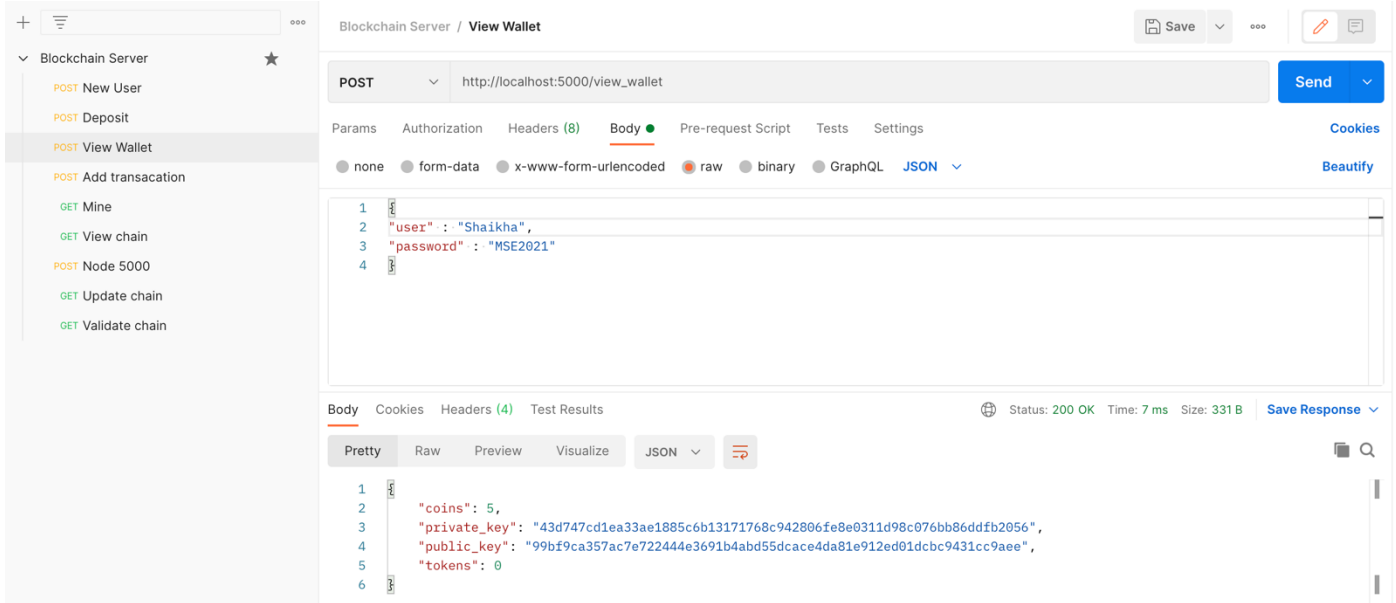 Blockchain Server
POST New User
POST Deposit
POST View Wallet
POST Add transacation
GET Mine
GET View chain
POST Node 5000
GET Update chain
GET Validate chain
Blockchain Server / View Wallet
Save
POST http://localhost:5000/view_wallet Send
Params Authorization Headers (8) Body Pre-request Script Tests Settings Cookies
none form-data x-www-form-urlencoded raw binary GraphQL JSON Beautify
1 {
2 "user" : "Shaikha",
3 "password" : "MSE2021"
4 }
Body Cookies Headers (4) Test Results Status: 200 OK Time: 7 ms Size: 331 B Save Response
Pretty Raw Preview Visualize JSON
1 {
2 "coins": 5,
3 "private_key": "43d747cd1ea33ae1885c6b13171768c942806fe8e0311d98c076bb86ddfb2056",
4 "public_key": "99bf9ca357ac7e722444e3691b4abd55dcace4da81e912ed01dcbc9431cc9aee",
5 "tokens": 0
6 }